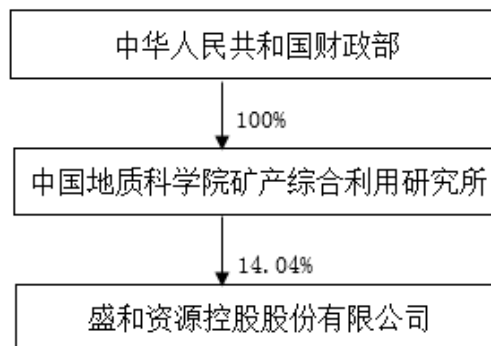 中华人民共和国财政部
100%
中国地质科学院矿产综合利用研究所
14.04%
盛和资源控股股份有限公司